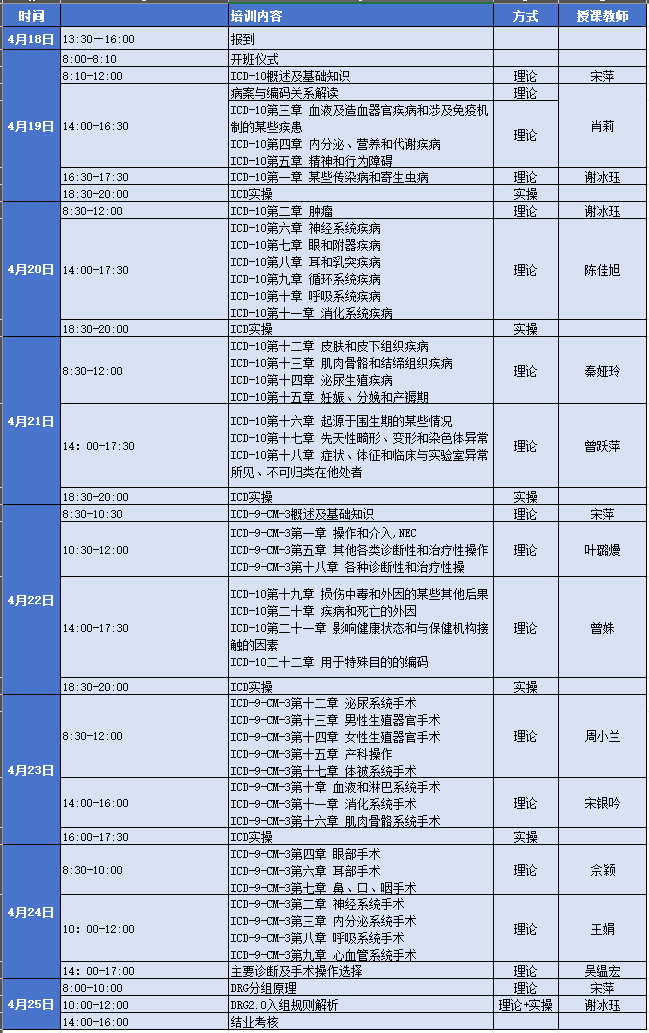 时间 培训内容 方式 授课教师
4月18日 13:30—16:00 报到
8:00-8:10 开班仪式
8:10-12:00 ICD-10概述及基础知识 理论 宋萍
4月19日
病案与编码关系解读 理论
14:00-16:30
ICD-10第三章 血液及造血器官疾病和涉及免疫机
制的某些疾患
ICD-10第四章 内分泌、营养和代谢疾病
ICD-10第五章 精神和行为障碍
理论 肖莉
16:30-17:30 ICD-10第一章 某些传染病和寄生虫病 理论 谢冰珏
18:30-20:00 ICD实操 实操
4月20日
8:30-12:00 ICD-10第二章 肿瘤 理论 谢冰珏
14:00-17:30
ICD-10第六章 神经系统疾病
ICD-10第七章 眼和附器疾病
ICD-10第八章 耳和乳突疾病
ICD-10第九章 循环系统疾病
ICD-10第十章 呼吸系统疾病
ICD-10第十一章 消化系统疾病
理论 陈佳旭
18:30-20:00 ICD实操 实操
4月21日
8:30-12:00
ICD-10第十二章 皮肤和皮下组织疾病
ICD-10第十三章 肌肉骨骼和结缔组织疾病
ICD-10第十四章 泌尿生殖疾病
ICD-10第十五章 妊娠、分娩和产褥期
理论 秦娅玲
14：00-17:30
ICD-10第十六章 起源于围生期的某些情况
ICD-10第十七章 先天性畸形、变形和染色体异常
ICD-10第十八章 症状、体征和临床与实验室异常
所见、不可归类在他处者
理论 曾跃萍
18:30-20:00 ICD实操 实操
4月22日
8:30-10:30 ICD-9-CM-3概述及基础知识 理论 宋萍
10:30-12:00
ICD-9-CM-3第一章 操作和介入,NEC
ICD-9-CM-3第五章 其他各类诊断性和治疗性操作
ICD-9-CM-3第十八章 各种诊断性和治疗性操
理论 叶璐熳
14:00-17:30
ICD-10第十九章 损伤中毒和外因的某些其他后果
ICD-10第二十章 疾病和死亡的外因
ICD-10第二十一章 影响健康状态和与保健机构接
触的因素
ICD-10二十二章 用于特殊目的的编码
理论 曾姝
18:30-20:00 ICD实操 实操
4月23日
8:30-12:00
ICD-9-CM-3第十二章 泌尿系统手术
ICD-9-CM-3第十三章 男性生殖器官手术
ICD-9-CM-3第十四章 女性生殖器官手术
ICD-9-CM-3第十五章 产科操作
ICD-9-CM-3第十七章 体被系统手术
理论 周小兰
14:00-16:00
ICD-9-CM-3第十章 血液和淋巴系统手术
ICD-9-CM-3第十一章 消化系统手术
ICD-9-CM-3第十六章 肌肉骨骼系统手术
理论 宋银吟
16:00-17:30 ICD实操 实操
4月24日
8:30-10:00
ICD-9-CM-3第四章 眼部手术
ICD-9-CM-3第六章 耳部手术
ICD-9-CM-3第七章 鼻、口、咽手术
理论 佘颖
10：00-12:00
ICD-9-CM-3第二章 神经系统手术
ICD-9-CM-3第三章 内分泌系统手术
ICD-9-CM-3第八章 呼吸系统手术
ICD-9-CM-3第九章 心血管系统手术
理论 王娟
14：00-17:00 主要诊断及手术操作选择 理论 吴韫宏
4月25日
8:00-10:00 DRG分组原理 理论 宋萍
10:00-12:00 DRG2.0入组规则解析 理论+实操 谢冰珏
14:00-16:00 结业考核